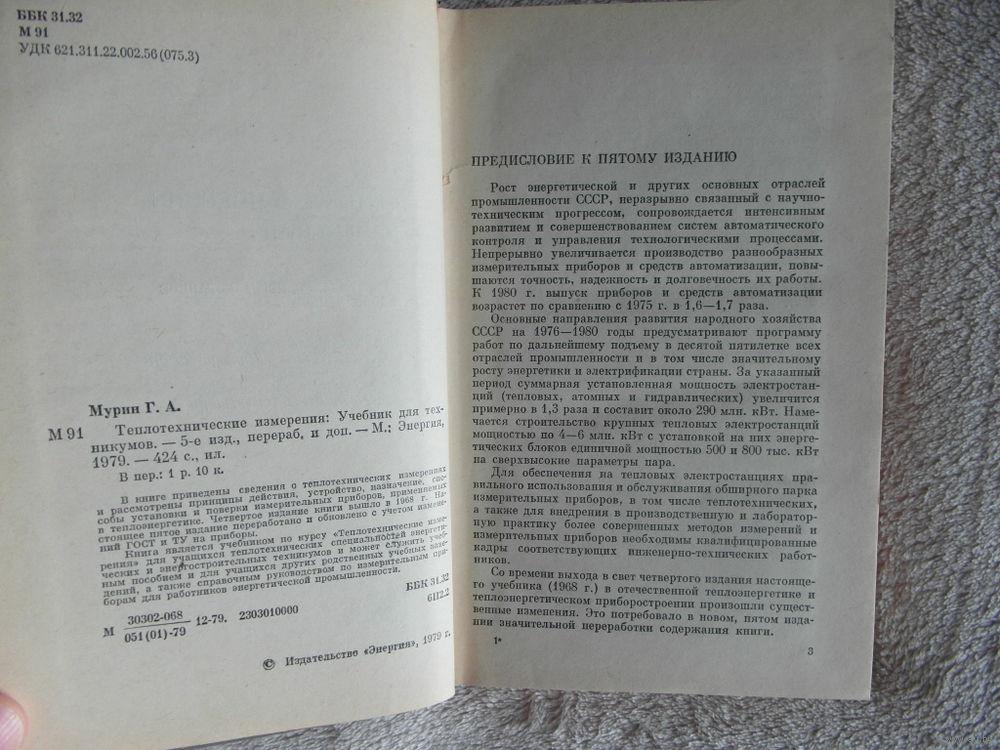 ББК 31.32
М 91
УДК 621.311.22.002.56(075.3)
Мурин Г. А.
М 91 Теплотехнические измерения: Учебник для тех-
никумов. — 5-е изд., перераб. и доп. — М.: Энергия,
1979. — 424 с., ил.
В пер.: 1 р. 10 к.
В книге приведены сведения о теплотехнических измерениях
и рассмотрены принципы действия, устройство, назначение, спо-
собы установки и поверки измерительных приборов, применяемых
в теплоэнергетике. Четвертое издание книги вышло в 1968 г. На-
стоящее пятое издание переработано и обновлено с учетом измене-
ний ГОСТ и ТУ на приборы.
Книга является учебником по курсу «Теплотехнические изме-
рения» для учащихся теплотехнических специальностей энергети-
ческих и энергостроительных техникумов и может служить учеб-
ным пособием и для учащихся других родственных учебных заве-
дений, а также справочным руководством по измерительным при-
борам для работников энергетической промышленности.
М 30302-068
051(01)-79 12-79. 2303010000
ББК 31.32
6П2.2
© Издательство «Энергия», 1979 г.
ПРЕДИСЛОВИЕ К ПЯТОМУ ИЗДАНИЮ
Рост энергетической и других основных отраслей
промышленности СССР, неразрывно связанный с научно-
техническим прогрессом, сопровождается интенсивным
развитием и совершенствованием систем автоматического
контроля и управления технологическими процессами.
Непрерывно увеличивается производство разнообразных
измерительных приборов и средств автоматизации, повы-
шаются точность, надежность и долговечность их работы.
К 1980 г. выпуск приборов и средств автоматизации
возрастет по сравнению с 1975 г. в 1,6—1,7 раза.
Основные направления развития народного хозяйства
СССР на 1976—1980 годы предусматривают программу
работ по дальнейшему подъему в десятой пятилетке всех
отраслей промышленности и в том числе значительному
росту энергетики и электрификации страны. За указанный
период суммарная установленная мощность электростан-
ций (тепловых, атомных и гидравлических) увеличится
примерно в 1,3 раза и составит около 290 млн. кВт. Наме-
чается строительство крупных тепловых электростанций
мощностью по 4—6 млн. кВт с установкой на них энерге-
тических блоков единичной мощностью 500 и 800 тыс. кВт
на сверхвысокие параметры пара.
Для обеспечения на тепловых электростанциях пра-
вильного использования и обслуживания обширного парка
измерительных приборов, в том числе теплотехнических,
а также для внедрения в производственную и лаборатор-
ную практику более совершенных методов измерений и
измерительных приборов необходимы квалифицированные
кадры соответствующих инженерно-технических работ-
ников.
Со времени выхода в свет четвертого издания настояще-
го учебника (1968 г.) в отечественной теплоэнергетике и
теплоэнергетическом приборостроении произошли сущест-
венные изменения. Это потребовало в новом, пятом изда-
нии значительной переработки содержания книги.
1*
3